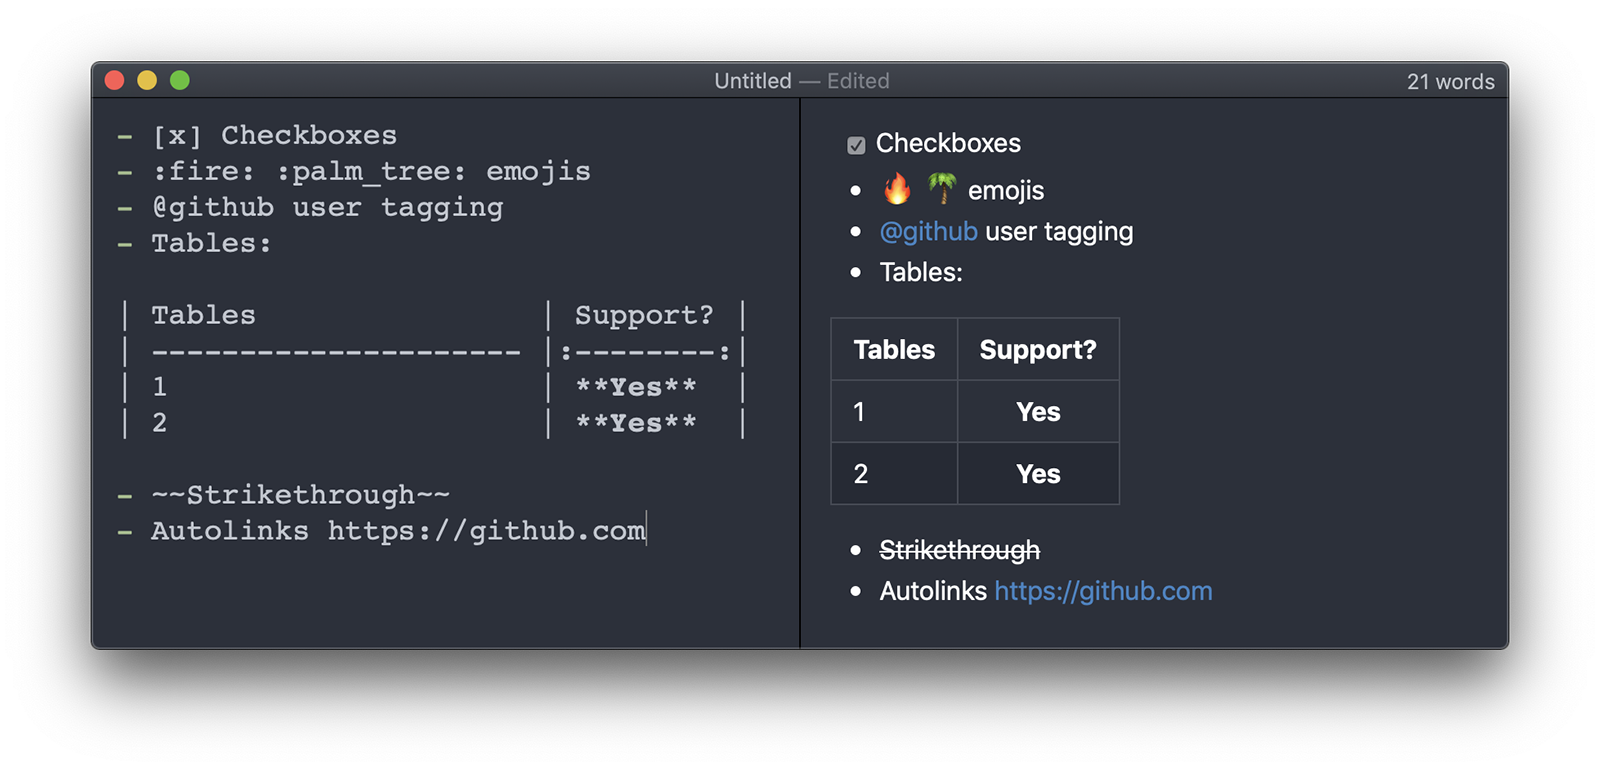 Untitled — Edited
21 words
- [x] Checkboxes
- :fire: :palm_tree: emojis
- @github user tagging
- Tables:
| Tables | Support? |
| --------------------- |:--------:|
| 1 | **Yes** |
| 2 | **Yes** |
- ~~Strikethrough~~
- Autolinks https://github.com
Checkboxes
• 🔥 🌴 emojis
• @github user tagging
• Tables:
Tables Support?
1 Yes
2 Yes
• Strikethrough
• Autolinks https://github.com